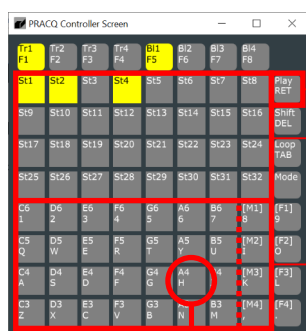 PRACQ Controller Screen
Tr1 Tr2 Tr3 Tr4 Bl1 Bl2 Bl3 Bl4
F1 F2 F3 F4 F5 F6 F7 F8
St1 St2 St3 St4 St5 St6 St7 St8 Play
RET
St9 St10 St11 St12 St13 St14 St15 St16 Shift
DEL
St17 St18 St19 St20 St21 St22 St23 St24 Loop
TAB
St25 St26 St27 St28 St29 St30 St31 St32 Mode
C6 D6 E6 F6 G6 A6 B6 [M1] [F1]
1 2 3 4 5 6 7 8 9
C5 D5 E5 F5 G5 A5 B5 [M2] [F2]
Q W E R T Y U I O
C4 D4 E4 F4 G4 A4 [M3] [F3]
A S D F G H K L
C3 D3 E3 F3 G3 B3 [M4] [F4]
Z X C V B N M , .